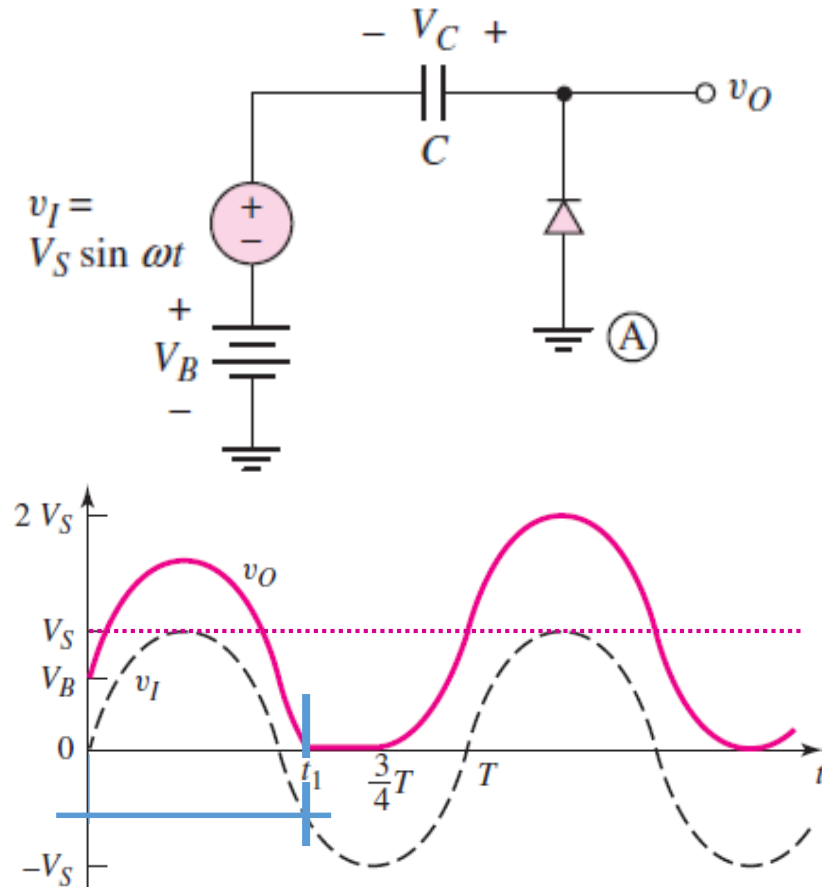 − V_C +
C
v_O
v_I =
V_S sin ωt
+
−
+
V_B
−
A
2 V_S
v_O
V_S
V_B
v_I
0
t_1
3/4 T
T
t
−V_S